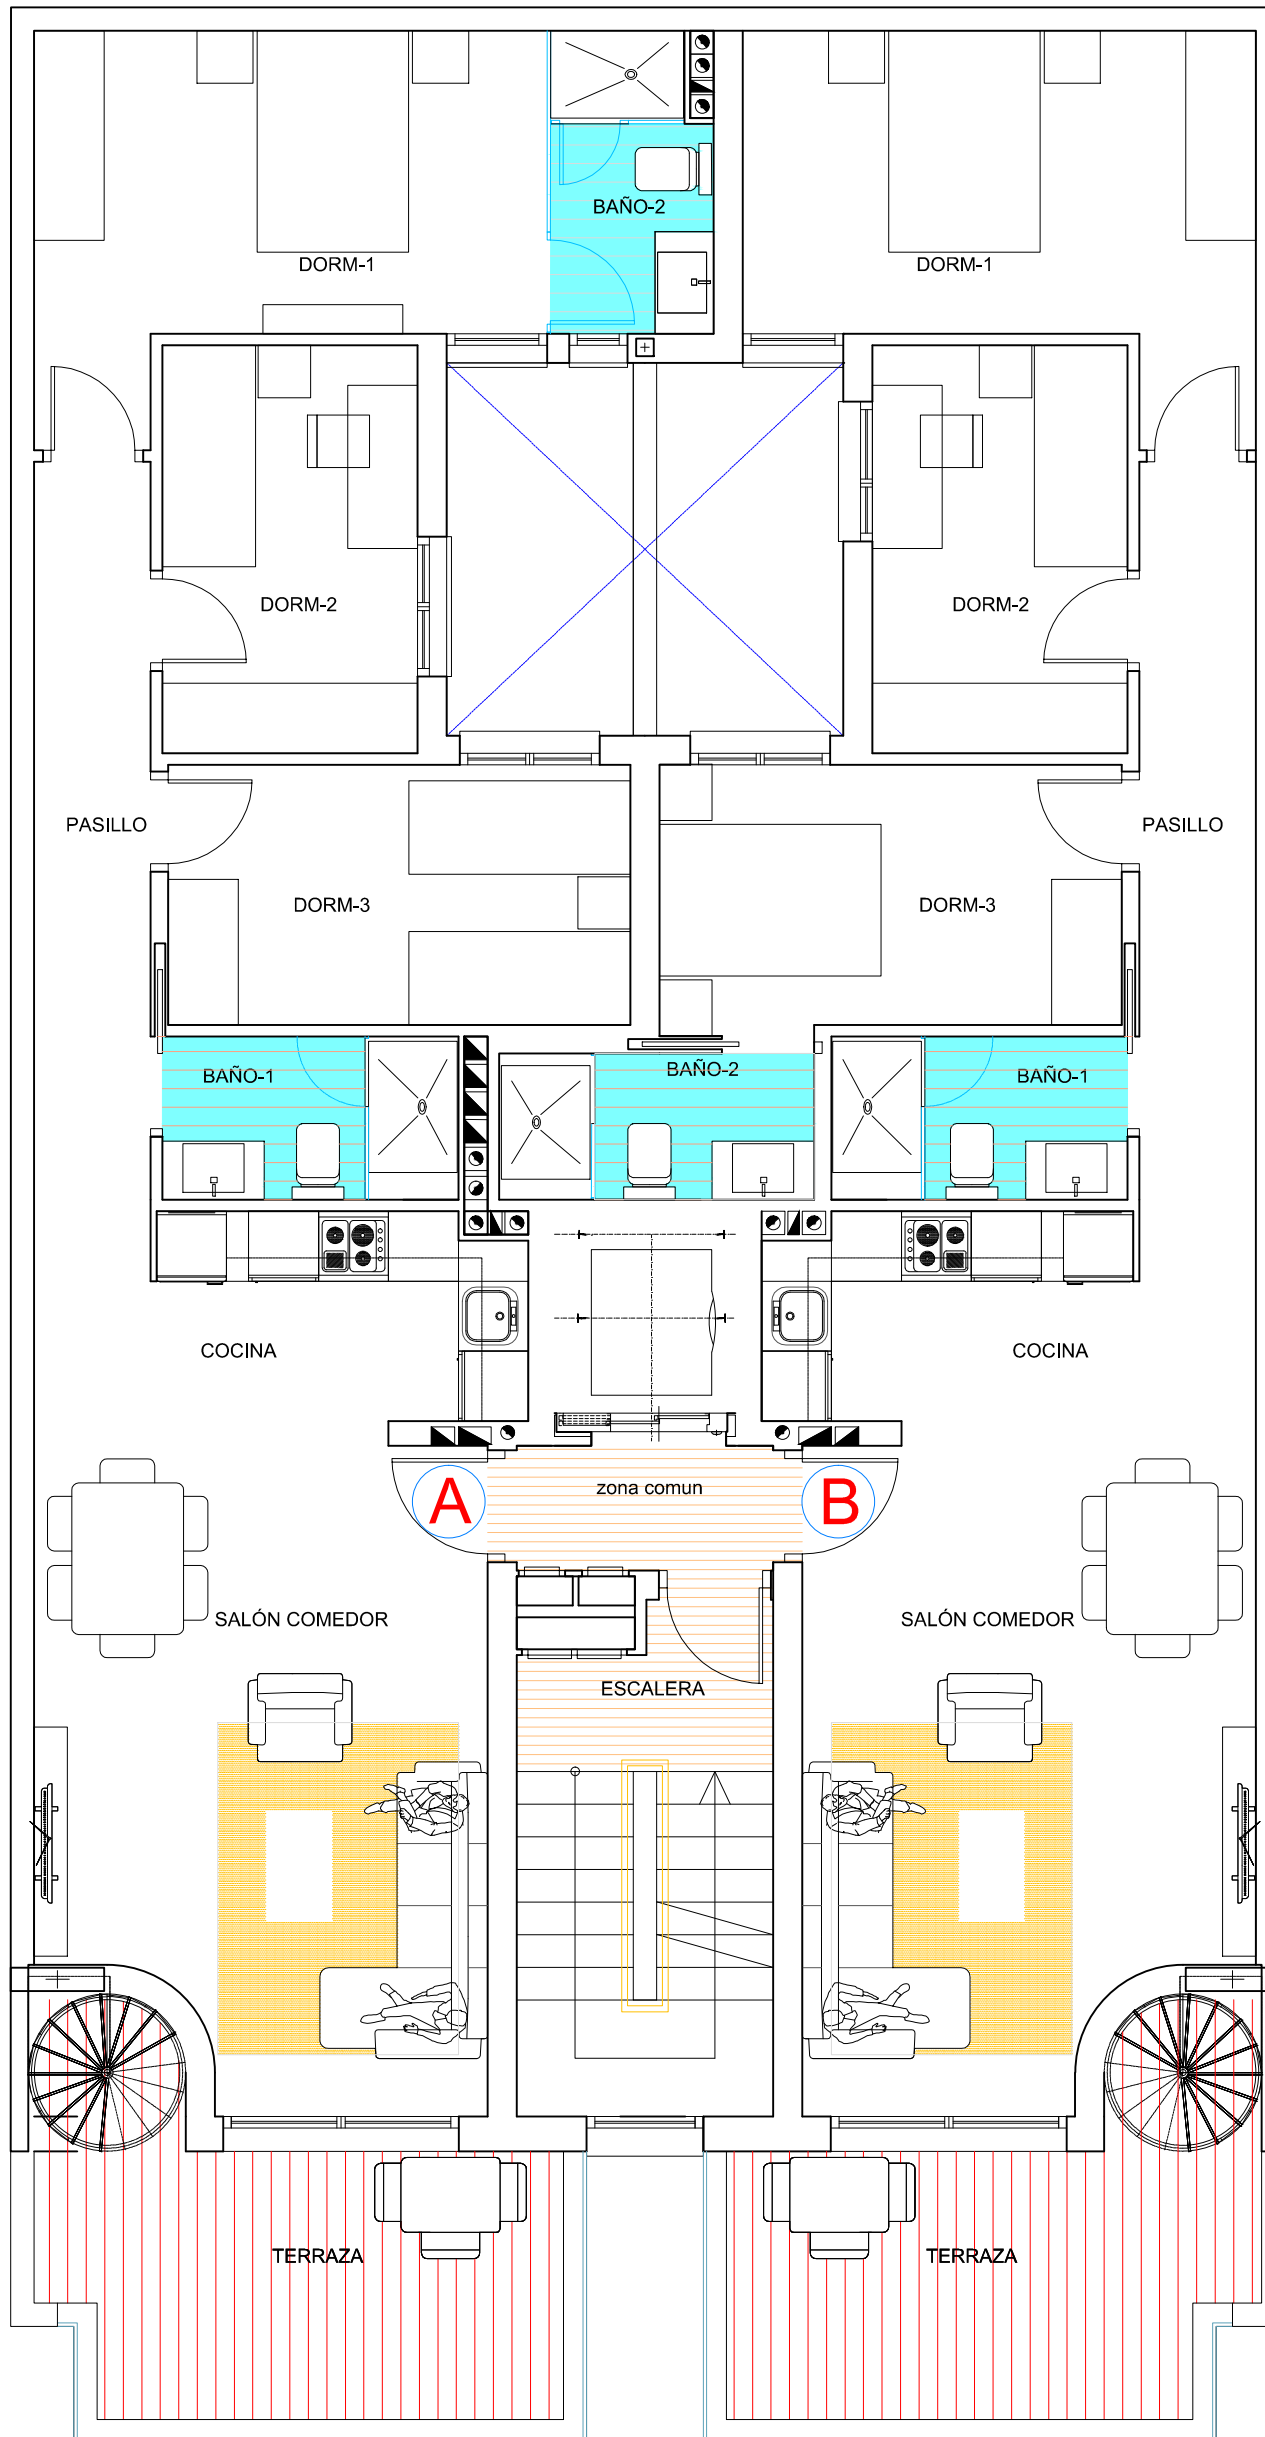 BAÑO-2
DORM-1
DORM-1
DORM-2
DORM-2
PASILLO
PASILLO
DORM-3
DORM-3
BAÑO-1
BAÑO-2
BAÑO-1
COCINA
COCINA
A
zona comun
B
SALÓN COMEDOR
SALÓN COMEDOR
ESCALERA
TERRAZA
TERRAZA